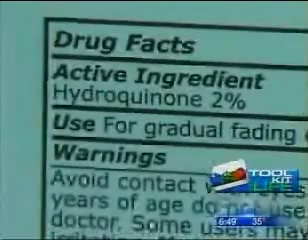 Drug Facts
Active Ingredient
Hydroquinone 2%
Use For gradual fading
Warnings
Avoid contact
years of age do not use
doctor. Some users may
TOOL
KIT
LIFE
6:49 35°